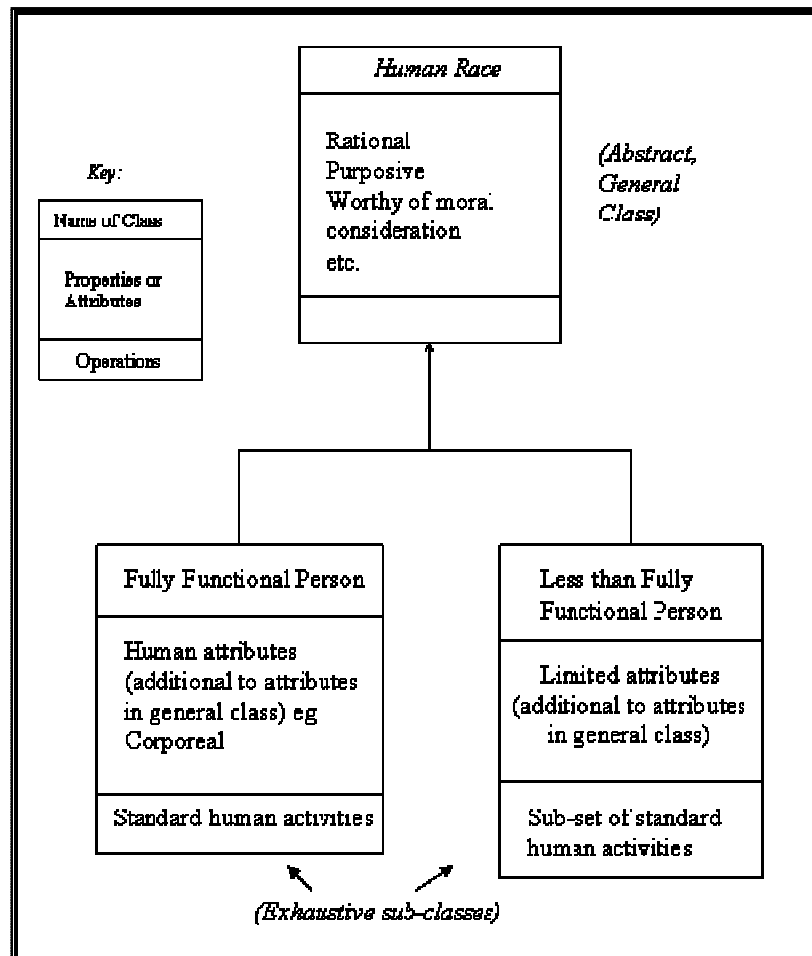 Human Race
Rational
Purposive
Worthy of moral
consideration
etc.
(Abstract,
General
Class)
Key:
Name of Class
Properties or
Attributes
Operations
Fully Functional Person
Human attributes
(additional to attributes
in general class) eg
Corporeal
Standard human activities
Less than Fully
Functional Person
Limited attributes
(additional to attributes
in general class)
Sub-set of standard
human activities
(Exhaustive sub-classes)